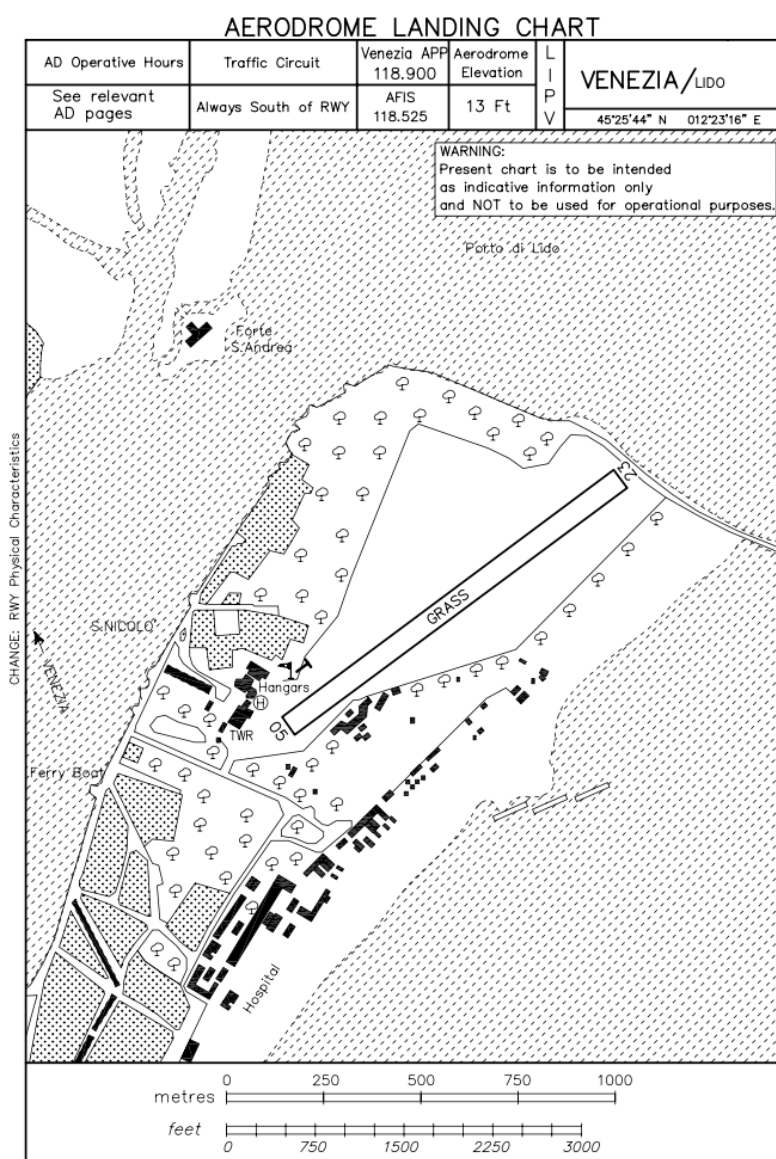 AERODROME LANDING CHART
AD Operative Hours
Traffic Circuit
Venezia APP
118.900
Aerodrome
Elevation
L
I
P
V
VENEZIA/LIDO
See relevant
AD pages
Always South of RWY
AFIS
118.525
13 Ft
45°25'44" N 012°23'16" E
WARNING:
Present chart is to be intended
as indicative information only
and NOT to be used for operational purposes.
Porto di Lido
Forte
S.Andrea
CHANGE: RWY Physical Characteristics
23
GRASS
S.NICOLO'
VENEZIA
Hangars
H
05
TWR
Ferry Boat
Hospital
metres
0 250 500 750 1000
feet
0 750 1500 2250 3000